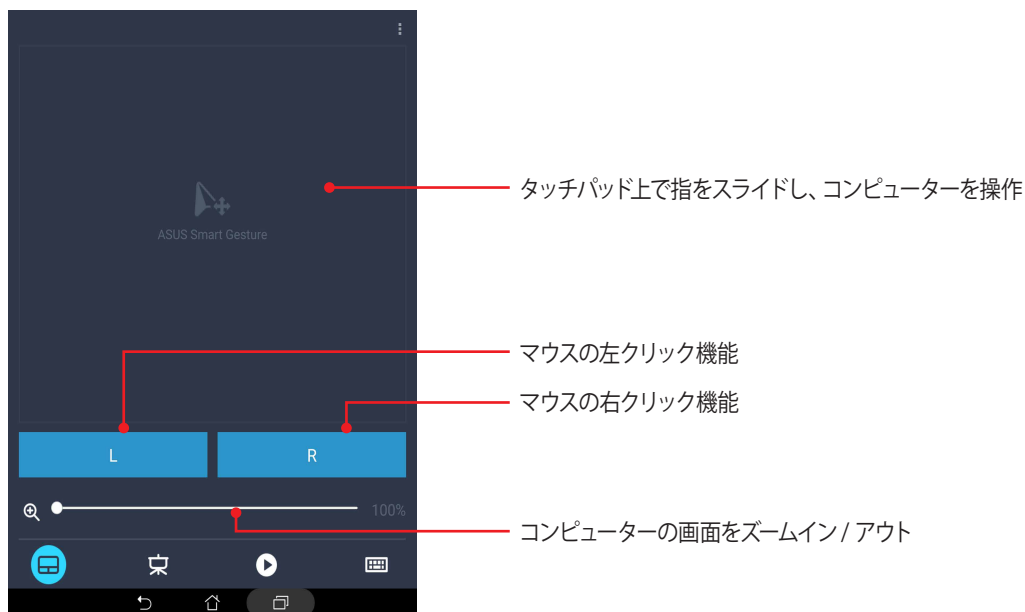 タッチパッド上で指をスライドし、コンピューターを操作
ASUS Smart Gesture
マウスの左クリック機能
マウスの右クリック機能
L
R
100%
コンピューターの画面をズームイン / アウト